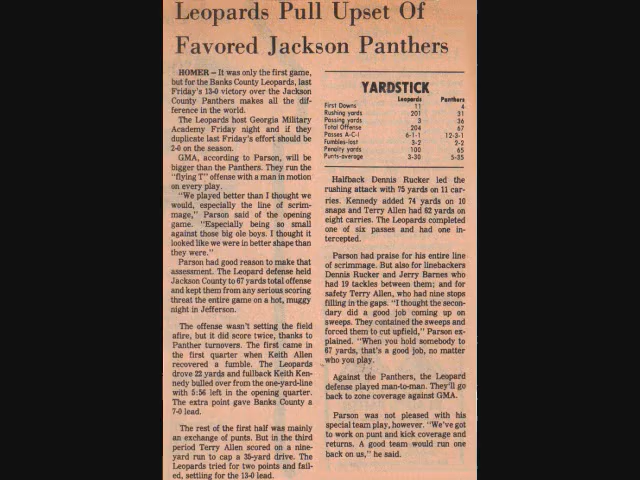 Leopards Pull Upset Of
Favored Jackson Panthers
HOMER — It was only the first game,
but for the Banks County Leopards, last
Friday's 13-0 victory over the Jackson
County Panthers makes all the dif-
ference in the world.
The Leopards host Georgia Military
Academy Friday night and if they
duplicate last Friday's effort should be
2-0 on the season.
GMA, according to Parson, will be
bigger than the Panthers. They run the
"flying T" offense with a man in motion
on every play.
"We played better than I thought we
would, especially the line of scrim-
mage," Parson said of the opening
game. "Especially being so small
against those big ole boys. I thought it
looked like we were in better shape than
they were."
Parson had good reason to make that
assessment. The Leopard defense held
Jackson County to 67 yards total offense
and kept them from any serious scoring
threat the entire game on a hot, muggy
night in Jefferson.
The offense wasn't setting the field
afire, but it did score twice, thanks to
Panther turnovers. The first came in
the first quarter when Keith Allen
recovered a fumble. The Leopards
drove 22 yards and fullback Keith Ken-
nedy bulled over from the one-yard-line
with 5:56 left in the opening quarter.
The extra point gave Banks County a
7-0 lead.
The rest of the first half was mainly
an exchange of punts. But in the third
period Terry Allen scored on a nine-
yard run to cap a 35-yard drive. The
Leopards tried for two points and fail-
ed, settling for the 13-0 lead.
YARDSTICK
Leopards Panthers
First Downs 11 4
Rushing yards 201 31
Passing yards 3 36
Total Offense 204 67
Passes A-C-I 6-1-1 12-3-1
Fumbles-lost 3-2 2-2
Penalty yards 100 65
Punts-average 3-30 5-35
Halfback Dennis Rucker led the
rushing attack with 75 yards on 11 car-
ries. Kennedy added 74 yards on 10
snaps and Terry Allen had 62 yards on
eight carries. The Leopards completed
one of six passes and had one in-
tercepted.
Parson had praise for his entire line
of scrimmage. But also for linebackers
Dennis Rucker and Jerry Barnes who
had 19 tackles between them; and for
safety Terry Allen, who had nine stops
filling in the gaps. "I thought the secon-
dary did a good job coming up on
sweeps. They contained the sweeps and
forced them to cut upfield," Parson ex-
plained. "When you hold somebody to
67 yards, that's a good job, no matter
who you play.
Against the Panthers, the Leopard
defense played man-to-man. They'll go
back to zone coverage against GMA.
Parson was not pleased with his
special team play, however. "We've got
to work on punt and kick coverage and
returns. A good team would run one
back on us," he said.